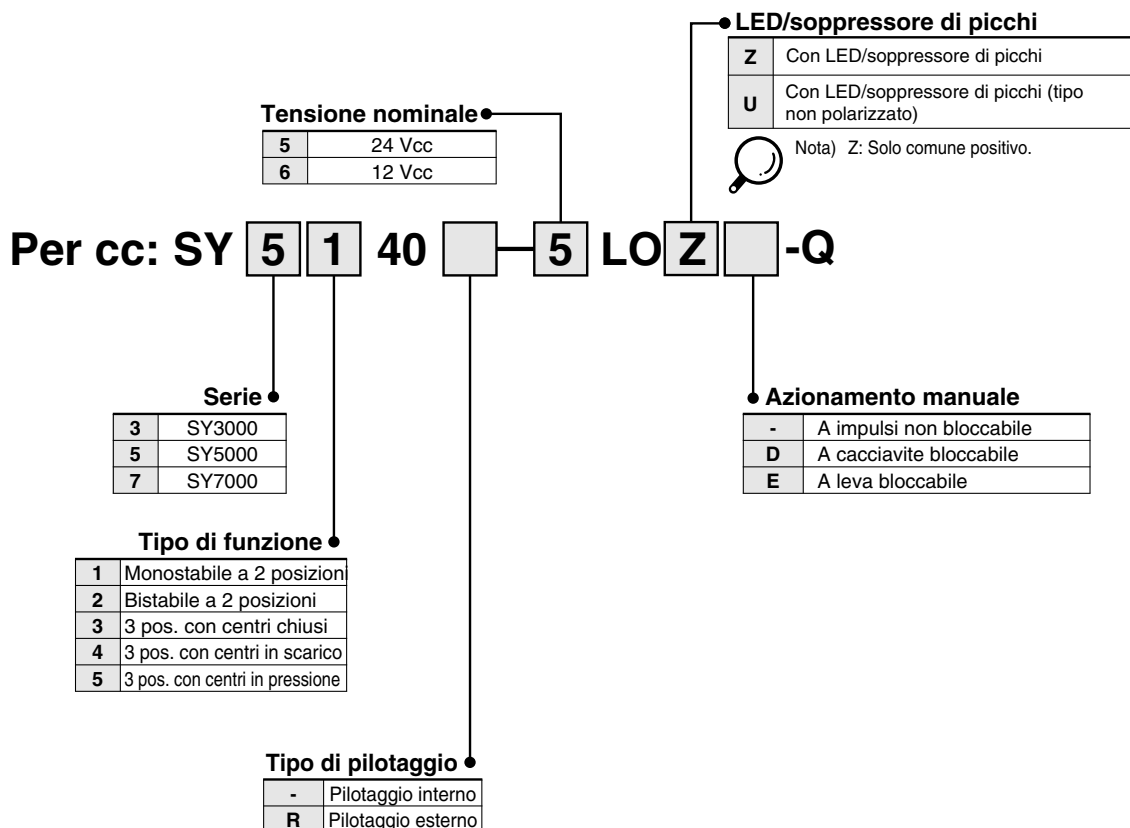 LED/soppressore di picchi
Z Con LED/soppressore di picchi
U Con LED/soppressore di picchi (tipo
non polarizzato)
Nota) Z: Solo comune positivo.
Tensione nominale
5 24 Vcc
6 12 Vcc
Per cc: SY 5 1 40 - 5 LO Z -Q
Serie
3 SY3000
5 SY5000
7 SY7000
Azionamento manuale
- A impulsi non bloccabile
D A cacciavite bloccabile
E A leva bloccabile
Tipo di funzione
1 Monostabile a 2 posizioni
2 Bistabile a 2 posizioni
3 3 pos. con centri chiusi
4 3 pos. con centri in scarico
5 3 pos. con centri in pressione
Tipo di pilotaggio
- Pilotaggio interno
R Pilotaggio esterno